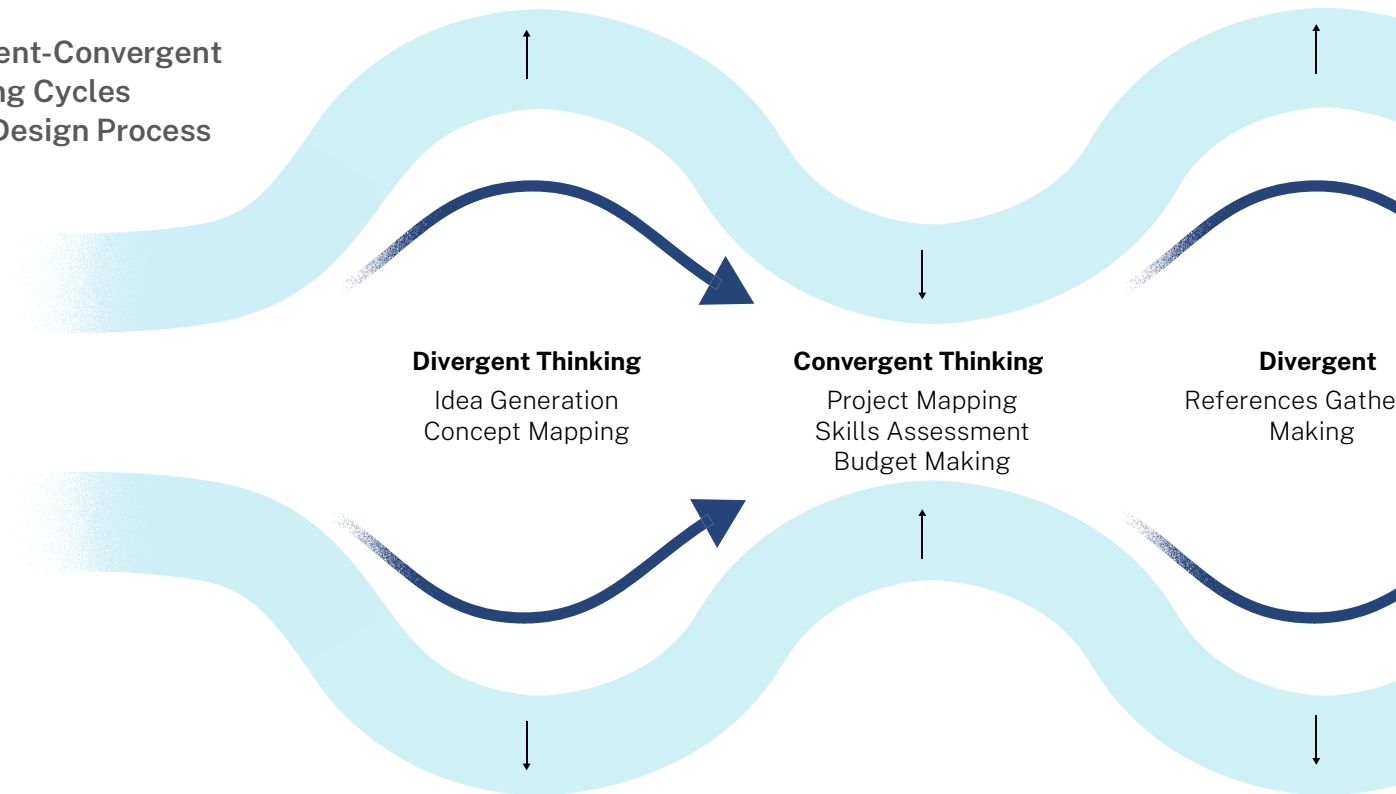 ent-Convergent
ng Cycles
Design Process
Divergent Thinking
Idea Generation
Concept Mapping
Convergent Thinking
Project Mapping
Skills Assessment
Budget Making
Divergent
References Gathe
Making